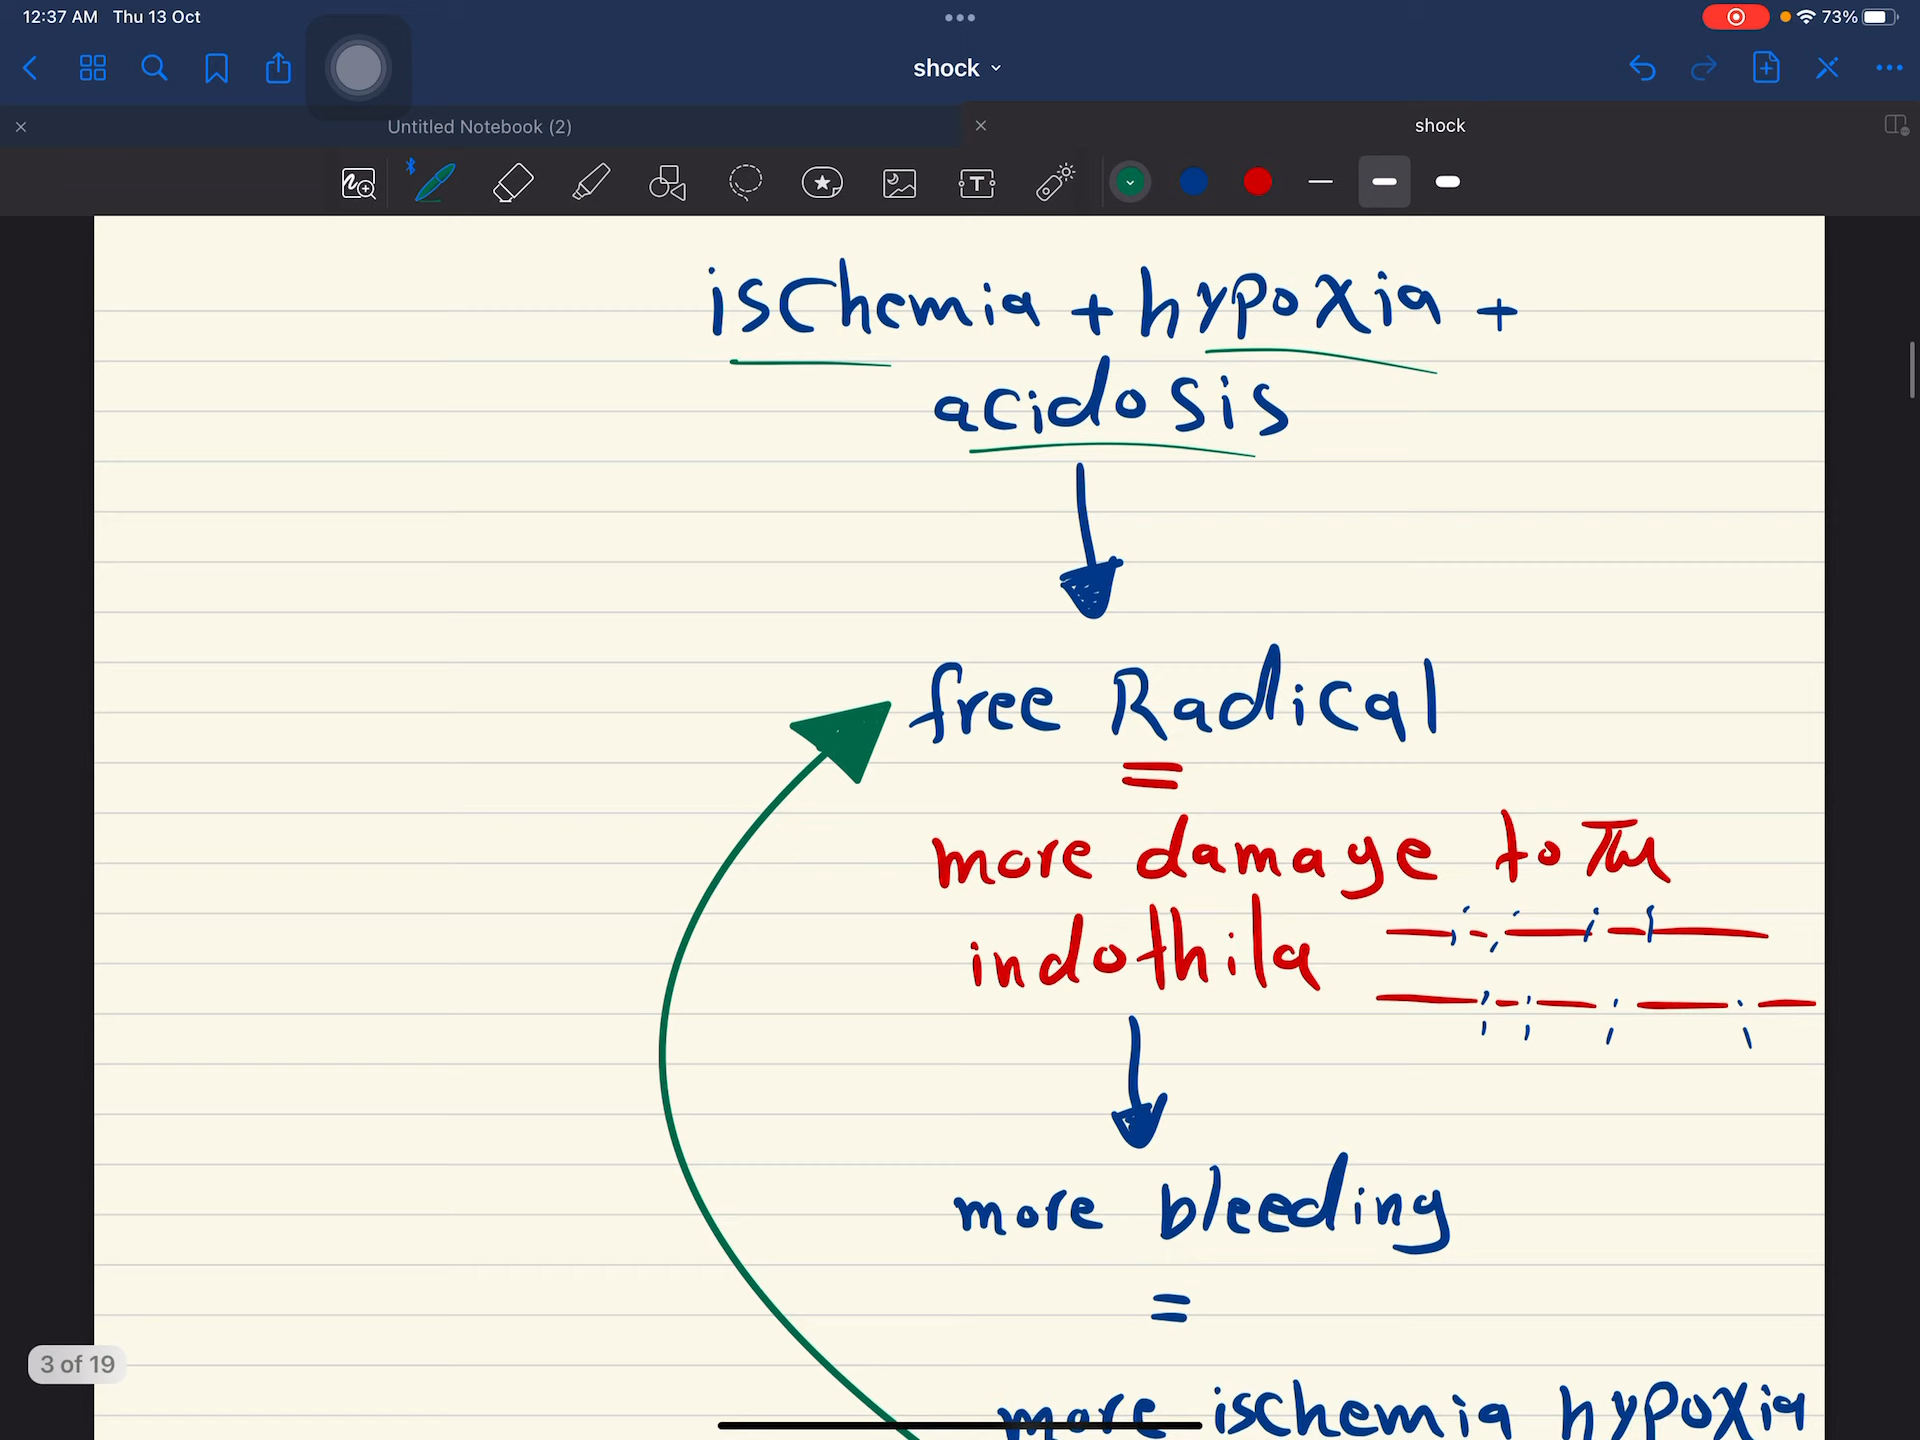 12:37 AM Thu 13 Oct
73%
shock
Untitled Notebook (2)
shock
ischemia + hypoxia +
acidosis
free Radical
=
more damage to The
indothila
more bleeding
=
more ischemia hypoxia
3 of 19